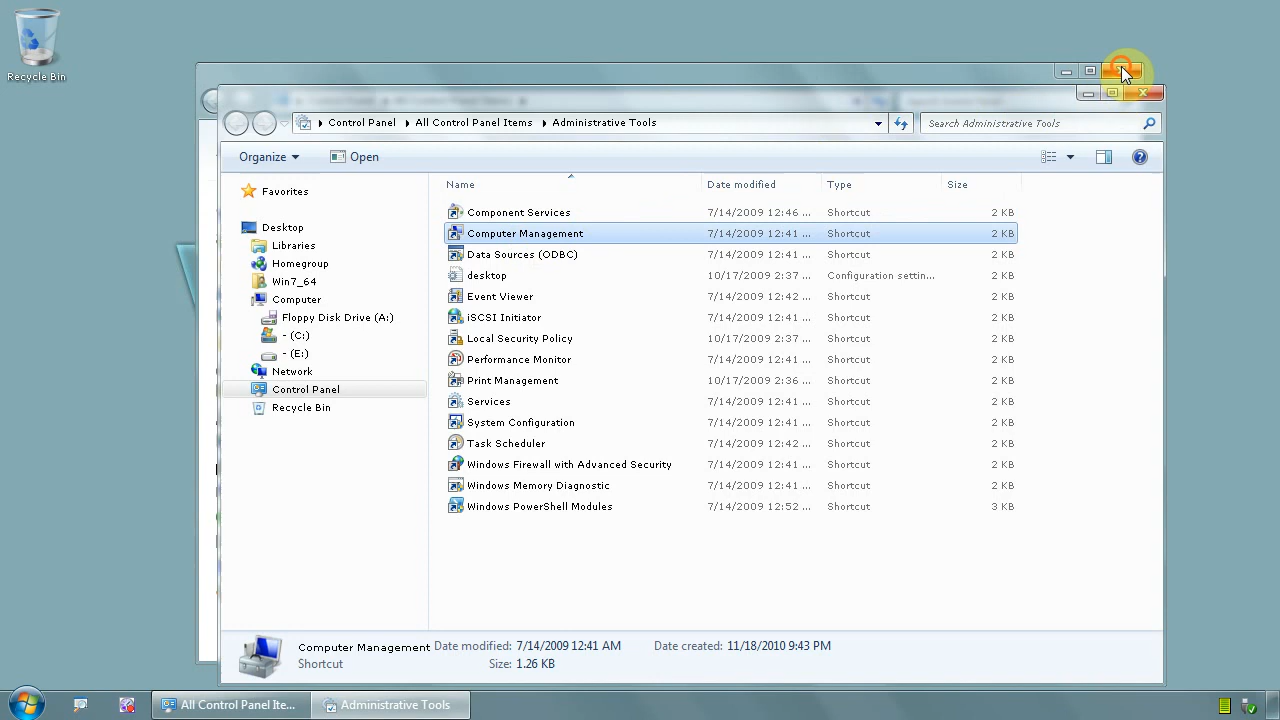 Recycle Bin
Control Panel All Control Panel Items Administrative Tools
Search Administrative Tools
Organize Open
Name Date modified Type Size
Favorites
Desktop
Libraries
Homegroup
Win7_64
Computer
Floppy Disk Drive (A:)
- (C:)
- (E:)
Network
Control Panel
Recycle Bin
Component Services 7/14/2009 12:46 ... Shortcut 2 KB
Computer Management 7/14/2009 12:41 ... Shortcut 2 KB
Data Sources (ODBC) 7/14/2009 12:41 ... Shortcut 2 KB
desktop 10/17/2009 2:37 ... Configuration settin... 2 KB
Event Viewer 7/14/2009 12:42 ... Shortcut 2 KB
iSCSI Initiator 7/14/2009 12:41 ... Shortcut 2 KB
Local Security Policy 10/17/2009 2:37 ... Shortcut 2 KB
Performance Monitor 7/14/2009 12:41 ... Shortcut 2 KB
Print Management 10/17/2009 2:36 ... Shortcut 2 KB
Services 7/14/2009 12:41 ... Shortcut 2 KB
System Configuration 7/14/2009 12:41 ... Shortcut 2 KB
Task Scheduler 7/14/2009 12:42 ... Shortcut 2 KB
Windows Firewall with Advanced Security 7/14/2009 12:41 ... Shortcut 2 KB
Windows Memory Diagnostic 7/14/2009 12:41 ... Shortcut 2 KB
Windows PowerShell Modules 7/14/2009 12:52 ... Shortcut 3 KB
Computer Management Date modified: 7/14/2009 12:41 AM Date created: 11/18/2010 9:43 PM
Shortcut Size: 1.26 KB
All Control Panel Ite... Administrative Tools